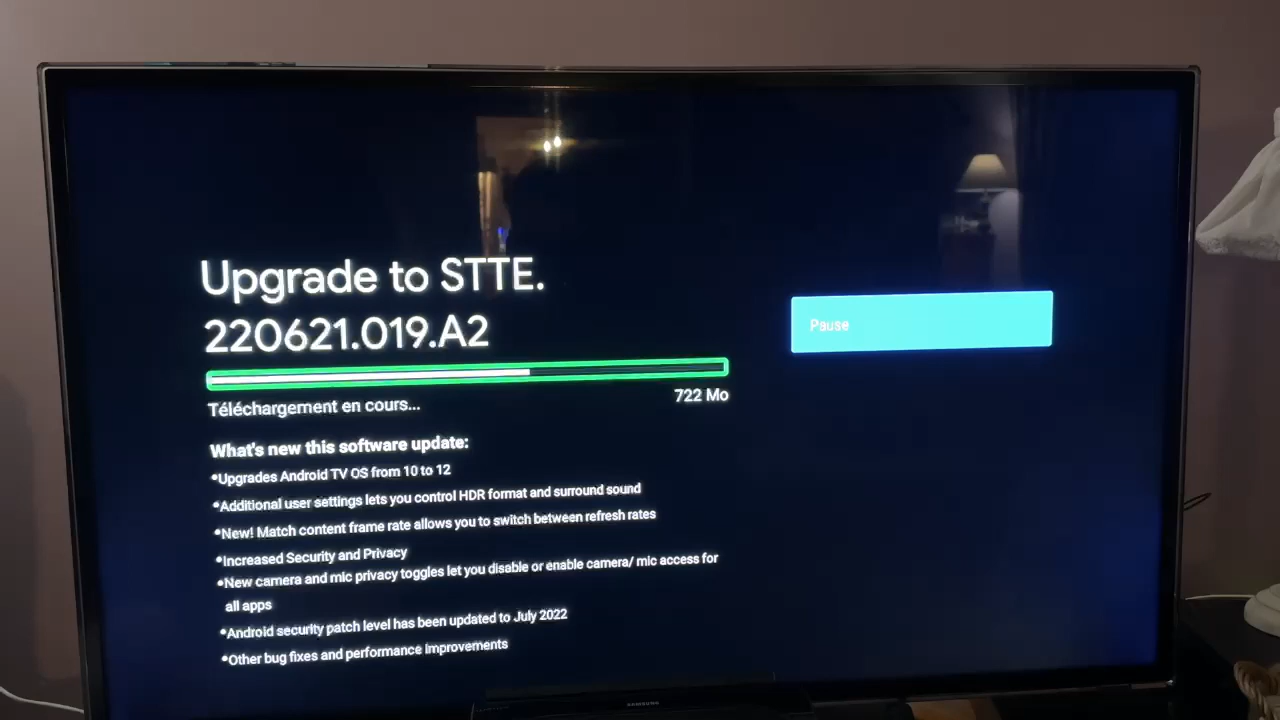 Upgrade to STTE.
220621.019.A2
Téléchargement en cours...
722 Mo
Pause
What's new this software update:
•Upgrades Android TV OS from 10 to 12
•Additional user settings lets you control HDR format and surround sound
•New! Match content frame rate allows you to switch between refresh rates
•Increased Security and Privacy
•New camera and mic privacy toggles let you disable or enable camera/ mic access for
all apps
•Android security patch level has been updated to July 2022
•Other bug fixes and performance improvements
SAMSUNG